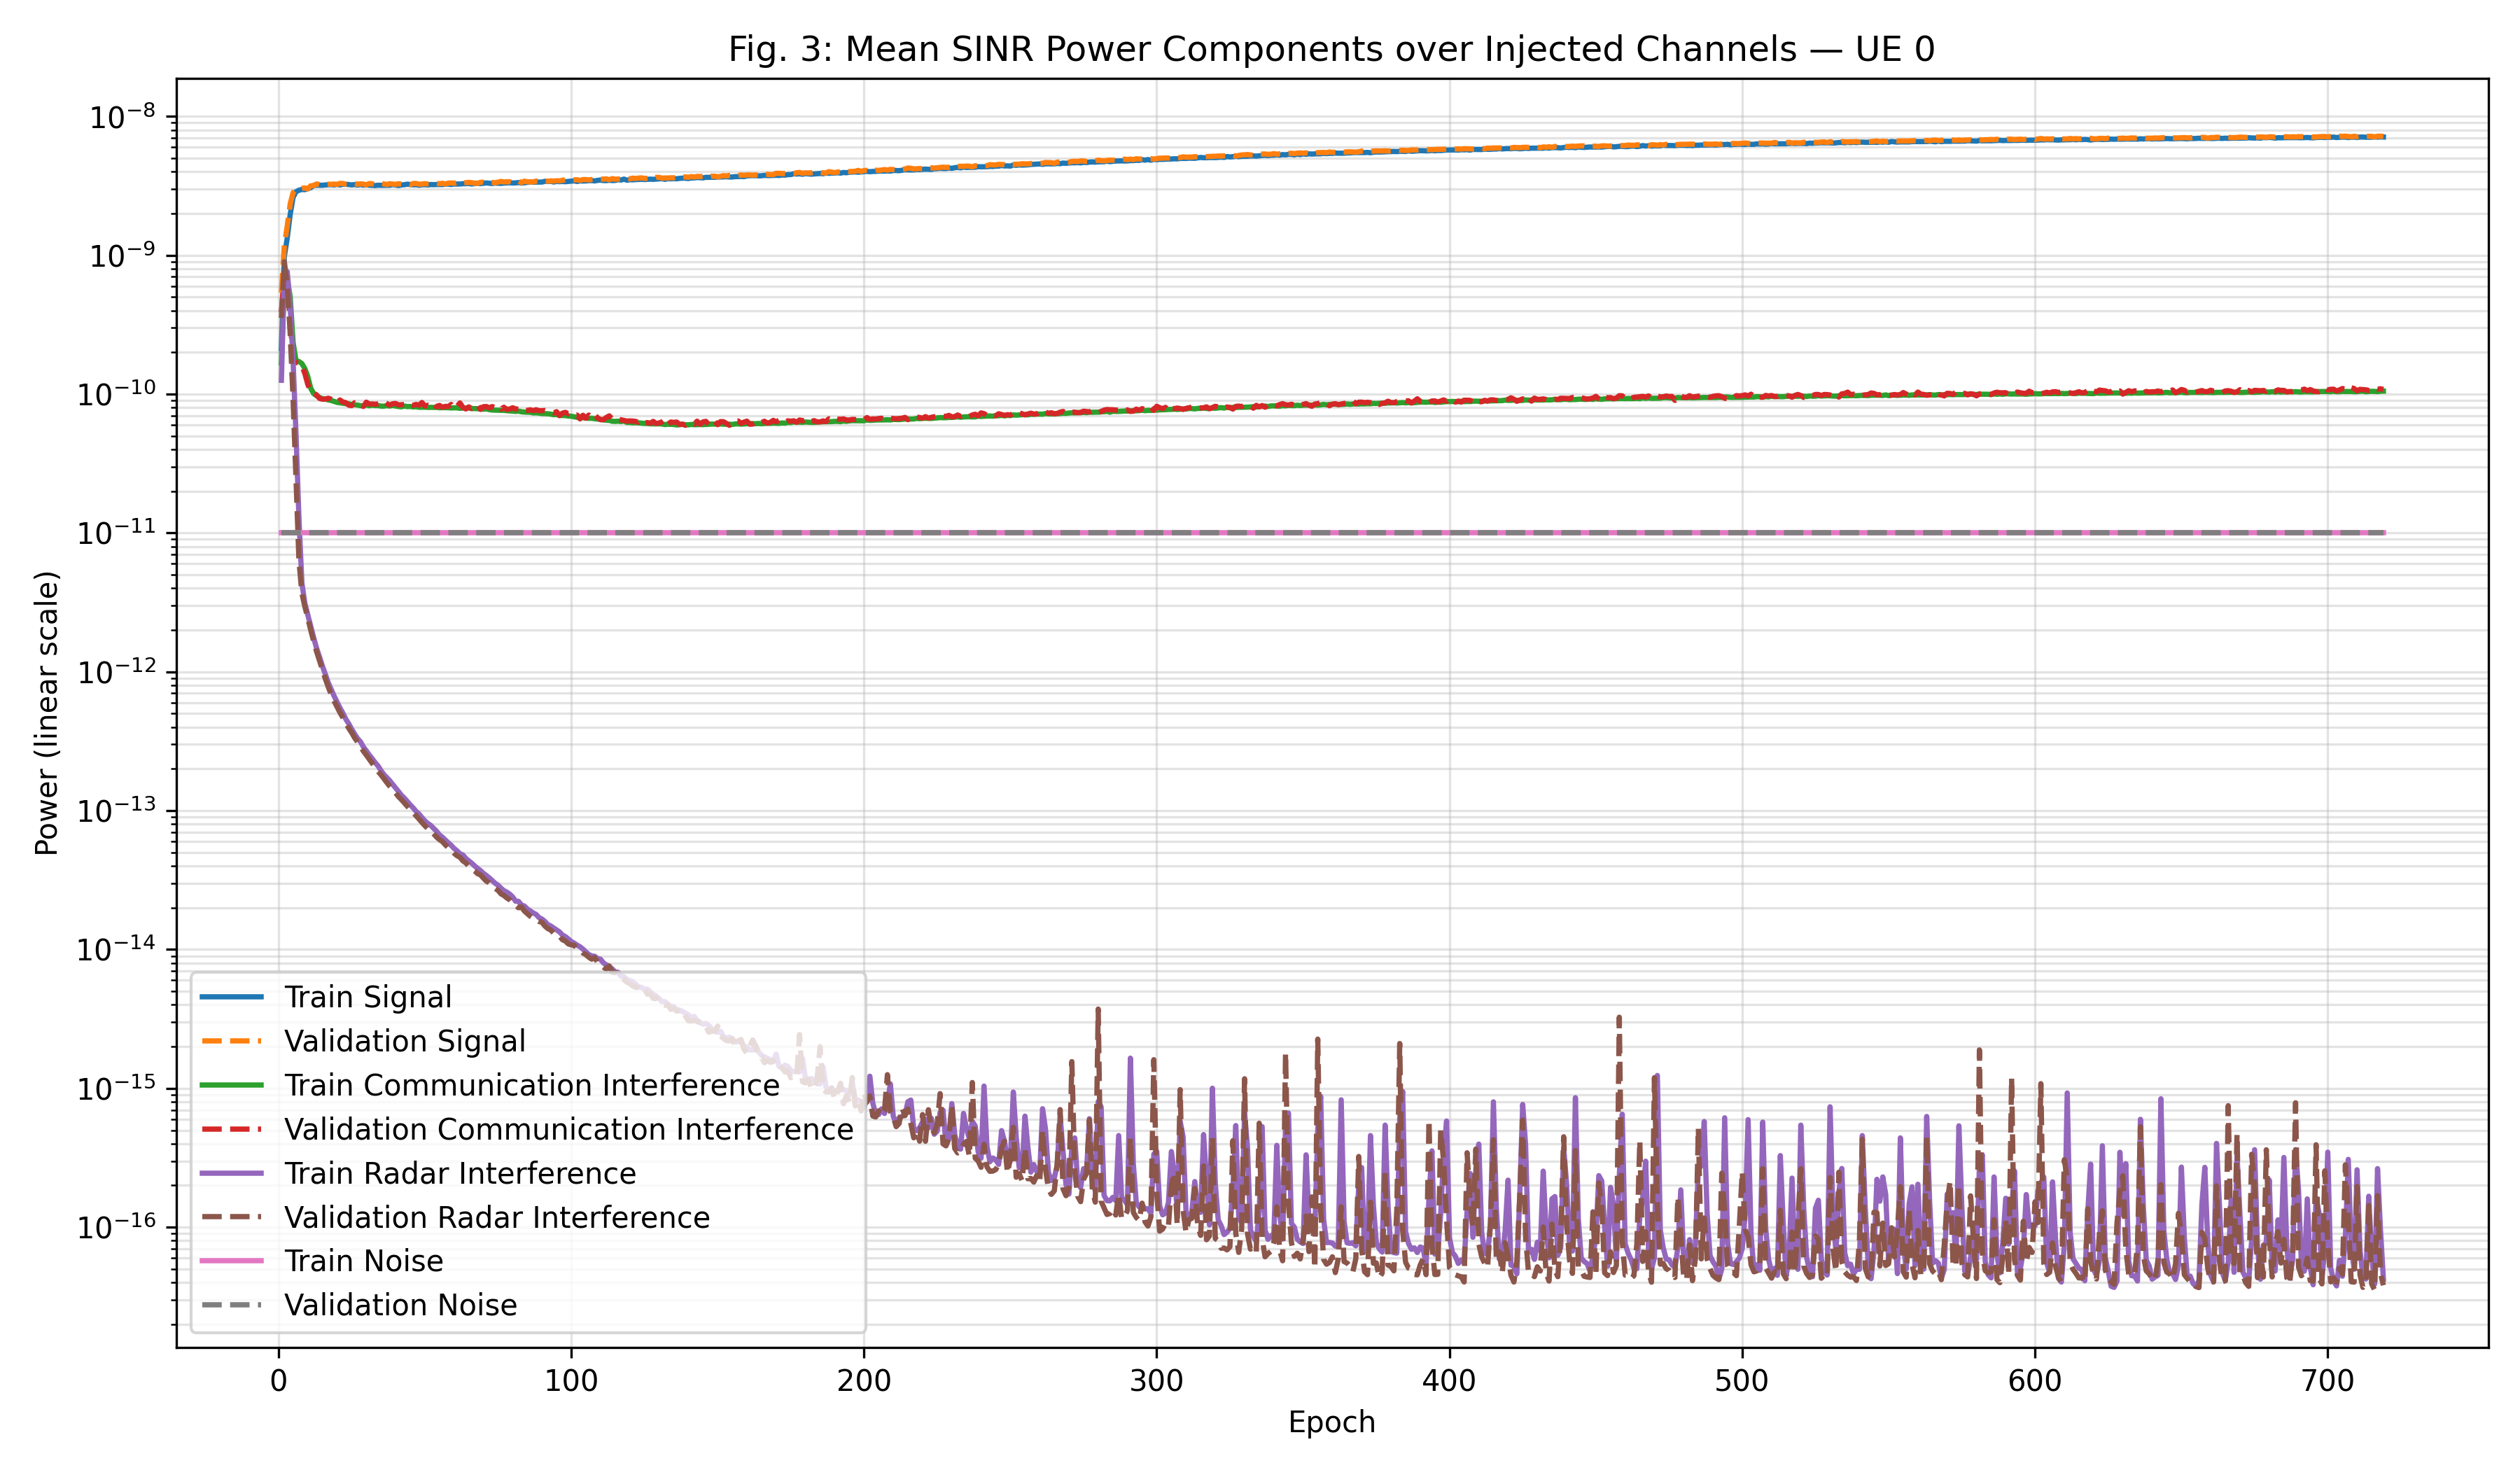 Fig. 3: Mean SINR Power Components over Injected Channels — UE 0
Power (linear scale)
10⁻⁸
10⁻⁹
10⁻¹⁰
10⁻¹¹
10⁻¹²
10⁻¹³
10⁻¹⁴
10⁻¹⁵
10⁻¹⁶
Train Signal
Validation Signal
Train Communication Interference
Validation Communication Interference
Train Radar Interference
Validation Radar Interference
Train Noise
Validation Noise
0 100 200 300 400 500 600 700
Epoch